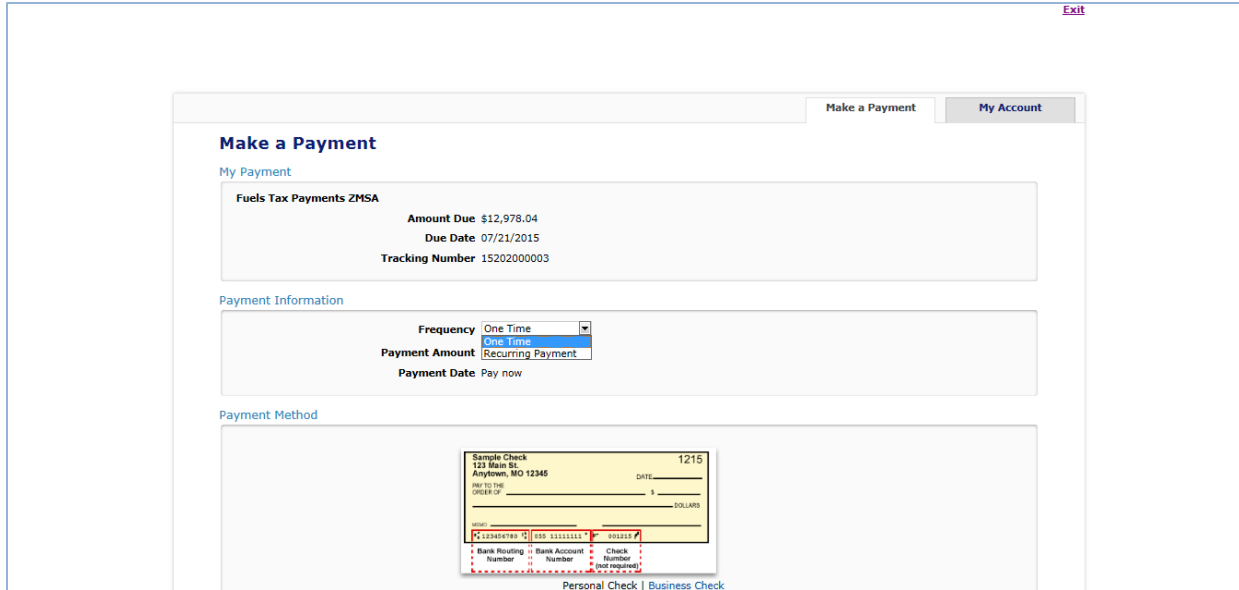 Exit
Make a Payment My Account
Make a Payment
My Payment
Fuels Tax Payments ZMSA
Amount Due $12,978.04
Due Date 07/21/2015
Tracking Number 15202000003
Payment Information
Frequency One Time
One Time
Payment Amount Recurring Payment
Payment Date Pay now
Payment Method
Sample Check 1215
123 Main St.
Anytown, MO 12345
DATE
PAY TO THE
ORDER OF $
DOLLARS
MEMO
123456780 055 11111111 001215
Bank Routing Number Bank Account Number Check Number (not required)
Personal Check | Business Check